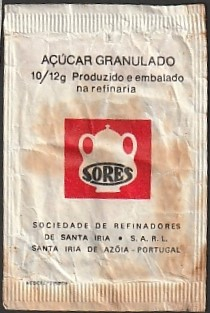 AÇÚCAR GRANULADO
10/12g Produzido e embalado
na refinaria
SORES
SOCIEDADE DE REFINADORES
DE SANTA IRIA • S.A.R.L.
SANTA IRIA DE AZÓIA - PORTUGAL